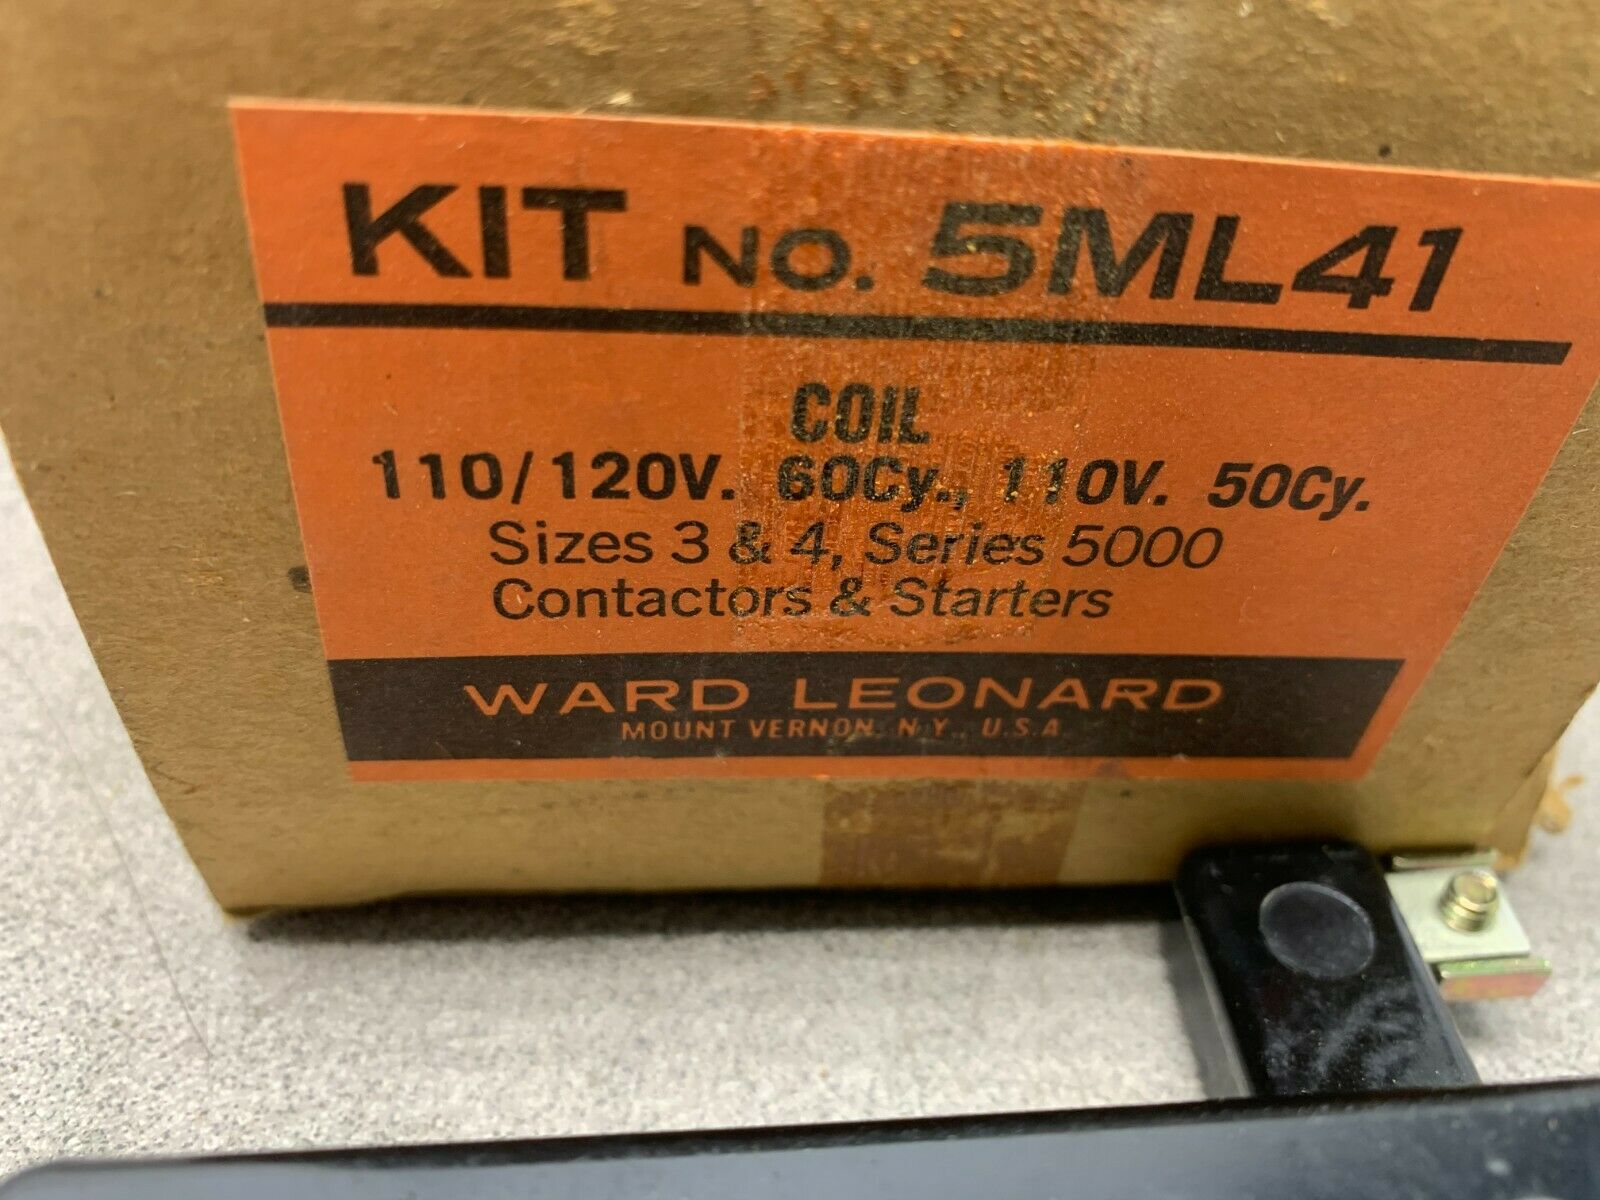 KIT NO. 5ML41
COIL
110/120V. 60Cy., 110V. 50Cy.
Sizes 3 & 4, Series 5000
Contactors & Starters
WARD LEONARD
MOUNT VERNON, N.Y., U.S.A.